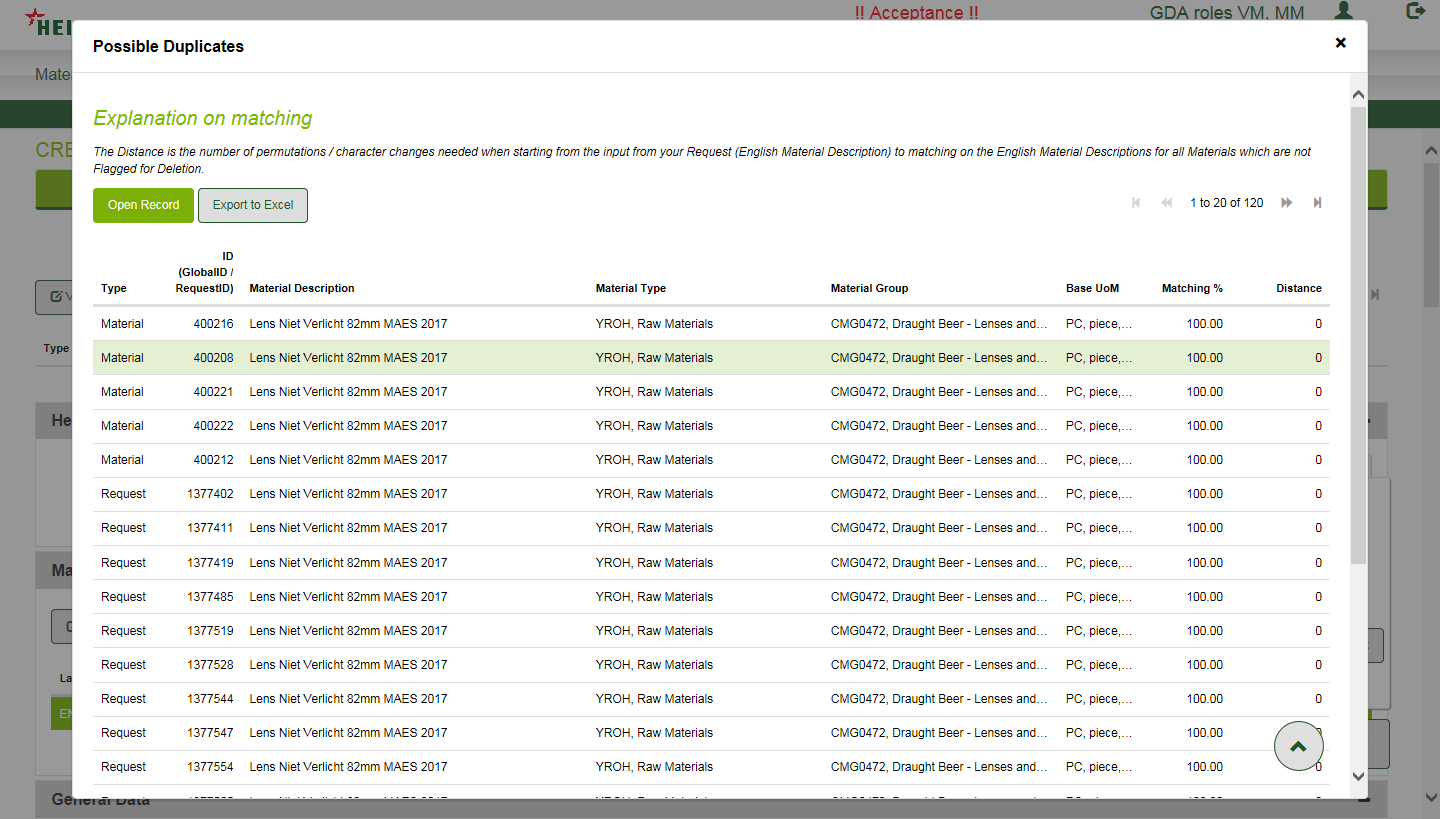 HEI
!! Acceptance !!
GDA roles VM, MM
Possible Duplicates
Mate
Explanation on matching
CRE
The Distance is the number of permutations / character changes needed when starting from the input from your Request (English Material Description) to matching on the English Material Descriptions for all Materials which are not
Flagged for Deletion.
Open Record Export to Excel 1 to 20 of 120
ID
(GlobalID /
Type RequestID) Material Description Material Type Material Group Base UoM Matching % Distance
Material 400216 Lens Niet Verlicht 82mm MAES 2017 YROH, Raw Materials CMG0472, Draught Beer - Lenses and... PC, piece,... 100.00 0
Type
Material 400208 Lens Niet Verlicht 82mm MAES 2017 YROH, Raw Materials CMG0472, Draught Beer - Lenses and... PC, piece,... 100.00 0
Material 400221 Lens Niet Verlicht 82mm MAES 2017 YROH, Raw Materials CMG0472, Draught Beer - Lenses and... PC, piece,... 100.00 0
He
Material 400222 Lens Niet Verlicht 82mm MAES 2017 YROH, Raw Materials CMG0472, Draught Beer - Lenses and... PC, piece,... 100.00 0
Material 400212 Lens Niet Verlicht 82mm MAES 2017 YROH, Raw Materials CMG0472, Draught Beer - Lenses and... PC, piece,... 100.00 0
Request 1377402 Lens Niet Verlicht 82mm MAES 2017 YROH, Raw Materials CMG0472, Draught Beer - Lenses and... PC, piece,... 100.00 0
Request 1377411 Lens Niet Verlicht 82mm MAES 2017 YROH, Raw Materials CMG0472, Draught Beer - Lenses and... PC, piece,... 100.00 0
Request 1377419 Lens Niet Verlicht 82mm MAES 2017 YROH, Raw Materials CMG0472, Draught Beer - Lenses and... PC, piece,... 100.00 0
Ma
Request 1377485 Lens Niet Verlicht 82mm MAES 2017 YROH, Raw Materials CMG0472, Draught Beer - Lenses and... PC, piece,... 100.00 0
Request 1377519 Lens Niet Verlicht 82mm MAES 2017 YROH, Raw Materials CMG0472, Draught Beer - Lenses and... PC, piece,... 100.00 0
Request 1377528 Lens Niet Verlicht 82mm MAES 2017 YROH, Raw Materials CMG0472, Draught Beer - Lenses and... PC, piece,... 100.00 0
La
Request 1377544 Lens Niet Verlicht 82mm MAES 2017 YROH, Raw Materials CMG0472, Draught Beer - Lenses and... PC, piece,... 100.00 0
Request 1377547 Lens Niet Verlicht 82mm MAES 2017 YROH, Raw Materials CMG0472, Draught Beer - Lenses and... PC, piece,... 100.00
Request 1377554 Lens Niet Verlicht 82mm MAES 2017 YROH, Raw Materials CMG0472, Draught Beer - Lenses and... PC, piece,... 100.00 0
General Data